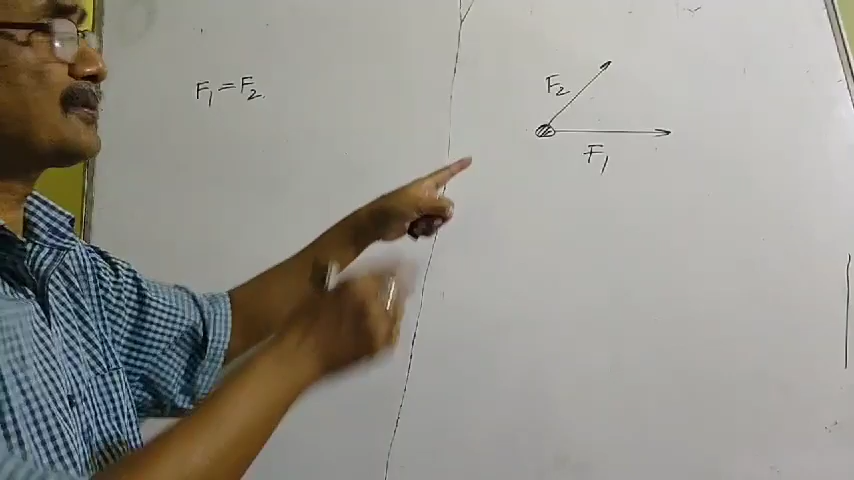 F₁ = F₂
F₂
F₁